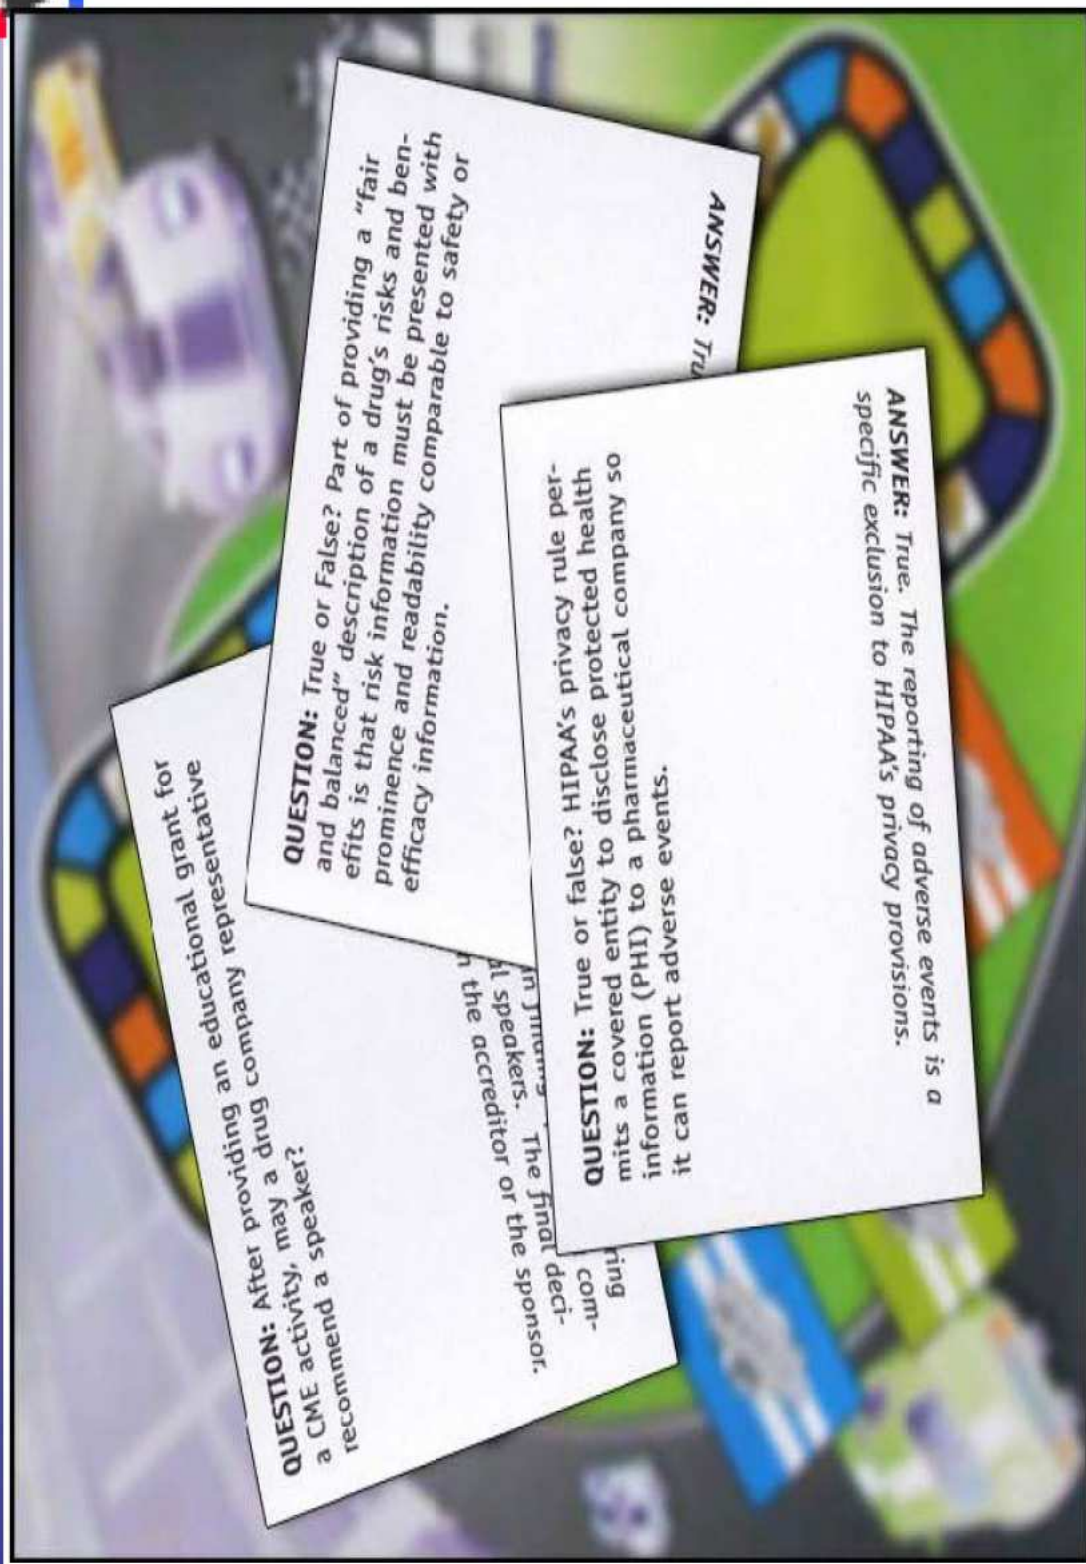 QUESTION: After providing an educational grant for
a CME activity, may a drug company representative
recommend a speaker?
com-
The final deci-
al speakers.
the accreditor or the sponsor.
QUESTION: True or False? Part of providing a “fair
and balanced” description of a drug’s risks and ben-
efits is that risk information must be presented with
prominence and readability comparable to safety or
efficacy information.
ANSWER: Tru
QUESTION: True or false? HIPAA’s privacy rule per-
mits a covered entity to disclose protected health
information (PHI) to a pharmaceutical company so
it can report adverse events.
ANSWER: True. The reporting of adverse events is a
specific exclusion to HIPAA’s privacy provisions.